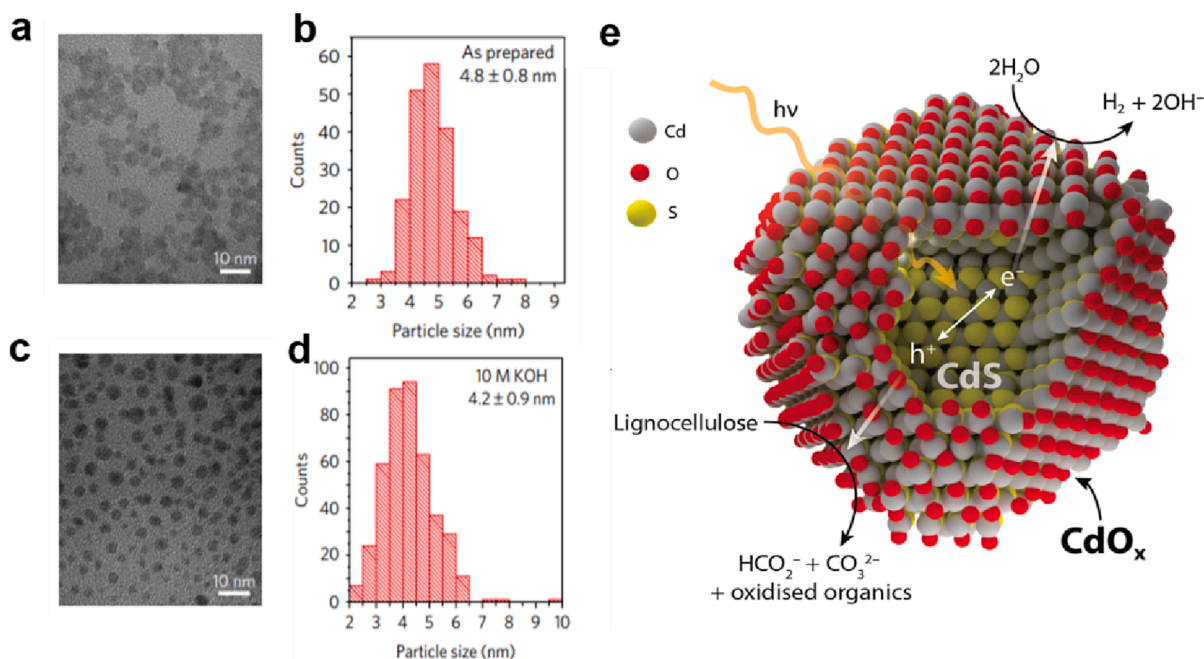 a
10 nm
b
As prepared
4.8 ± 0.8 nm
Counts
60
50
40
30
20
10
0
2 3 4 5 6 7 8 9
Particle size (nm)
c
10 nm
d
10 M KOH
4.2 ± 0.9 nm
Counts
100
80
60
40
20
0
2 3 4 5 6 7 8 9 10
Particle size (nm)
e
hν
Cd
O
S
2H₂O
H₂ + 2OH⁻
e⁻
h⁺
CdS
Lignocellulose
HCO₂⁻ + CO₃²⁻
+ oxidised organics
CdOₓ